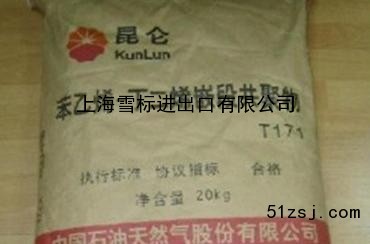 昆仑
KunLun
苯乙烯-丁二烯嵌段共聚物
上海雪标进出口有限公司
T171
执行标准 协议指标 合格
净含量 20kg
51zsj.com
中国石油天然气股份有限公司